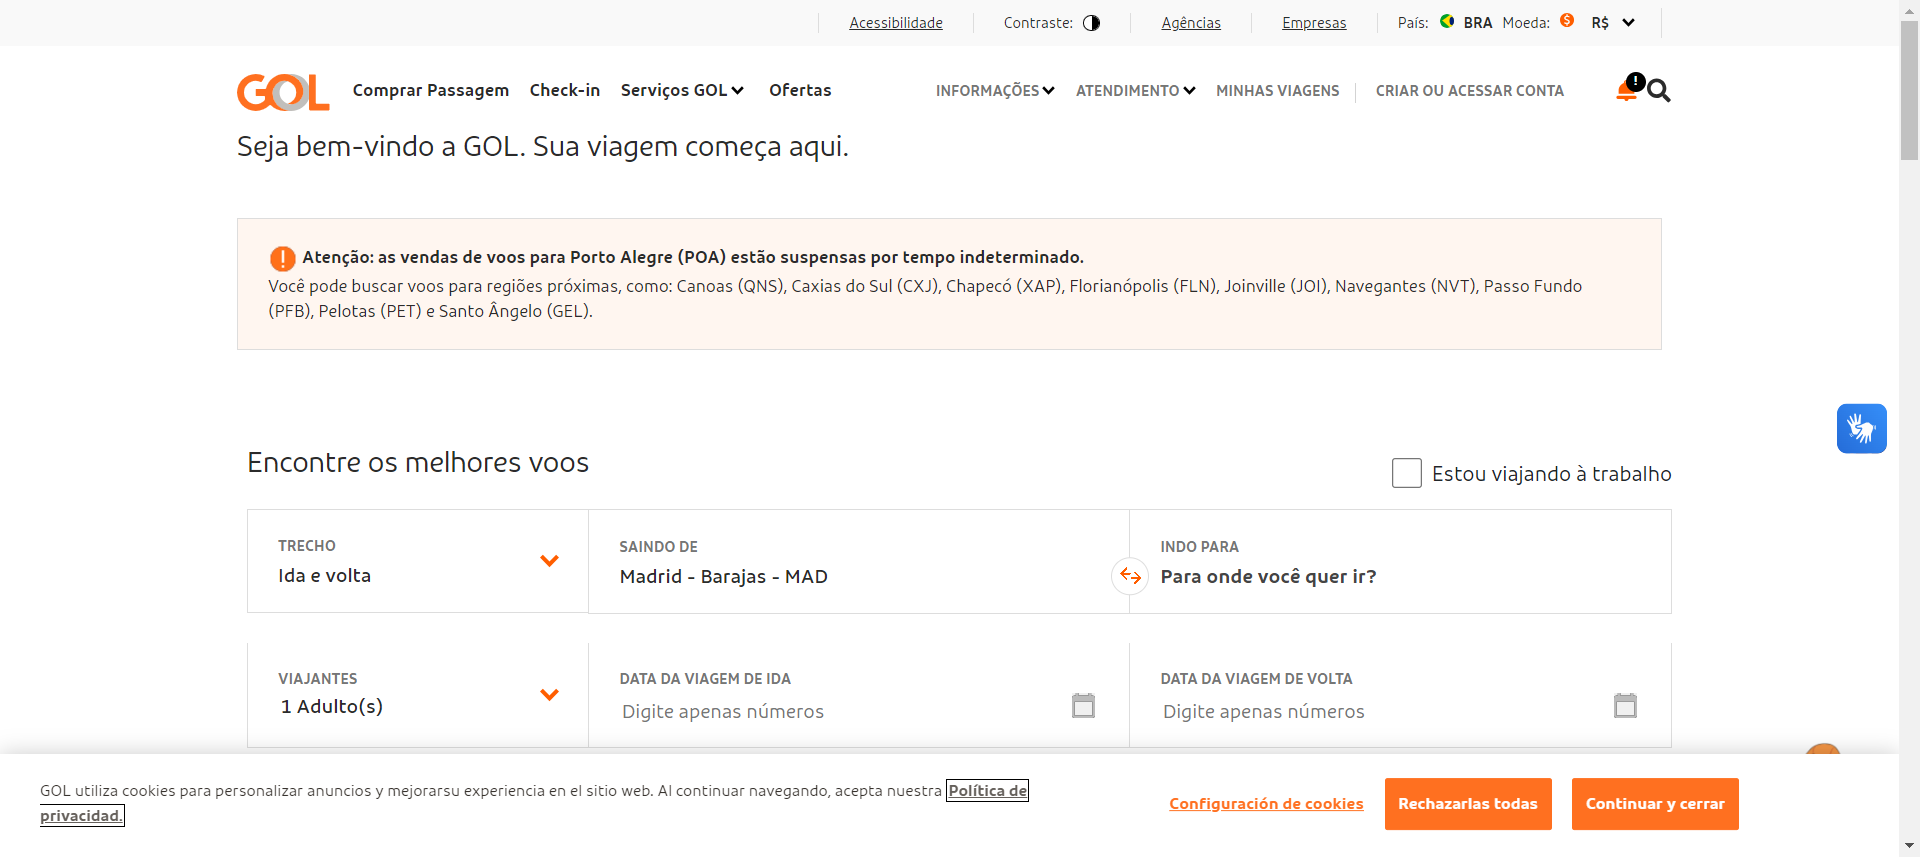 Acessibilidade Contraste: Agências Empresas País: BRA Moeda: R$
GOL Comprar Passagem Check-in Serviços GOL Ofertas INFORMAÇÕES ATENDIMENTO MINHAS VIAGENS CRIAR OU ACESSAR CONTA
Seja bem-vindo a GOL. Sua viagem começa aqui.
Atenção: as vendas de voos para Porto Alegre (POA) estão suspensas por tempo indeterminado.
Você pode buscar voos para regiões próximas, como: Canoas (QNS), Caxias do Sul (CXJ), Chapecó (XAP), Florianópolis (FLN), Joinville (JOI), Navegantes (NVT), Passo Fundo
(PFB), Pelotas (PET) e Santo Ângelo (GEL).
Encontre os melhores voos
Estou viajando à trabalho
TRECHO SAINDO DE INDO PARA
Ida e volta Madrid - Barajas - MAD Para onde você quer ir?
VIAJANTES DATA DA VIAGEM DE IDA DATA DA VIAGEM DE VOLTA
1 Adulto(s) Digite apenas números Digite apenas números
GOL utiliza cookies para personalizar anuncios y mejorarsu experiencia en el sitio web. Al continuar navegando, acepta nuestra Política de
privacidad.
Configuración de cookies Rechazarlas todas Continuar y cerrar